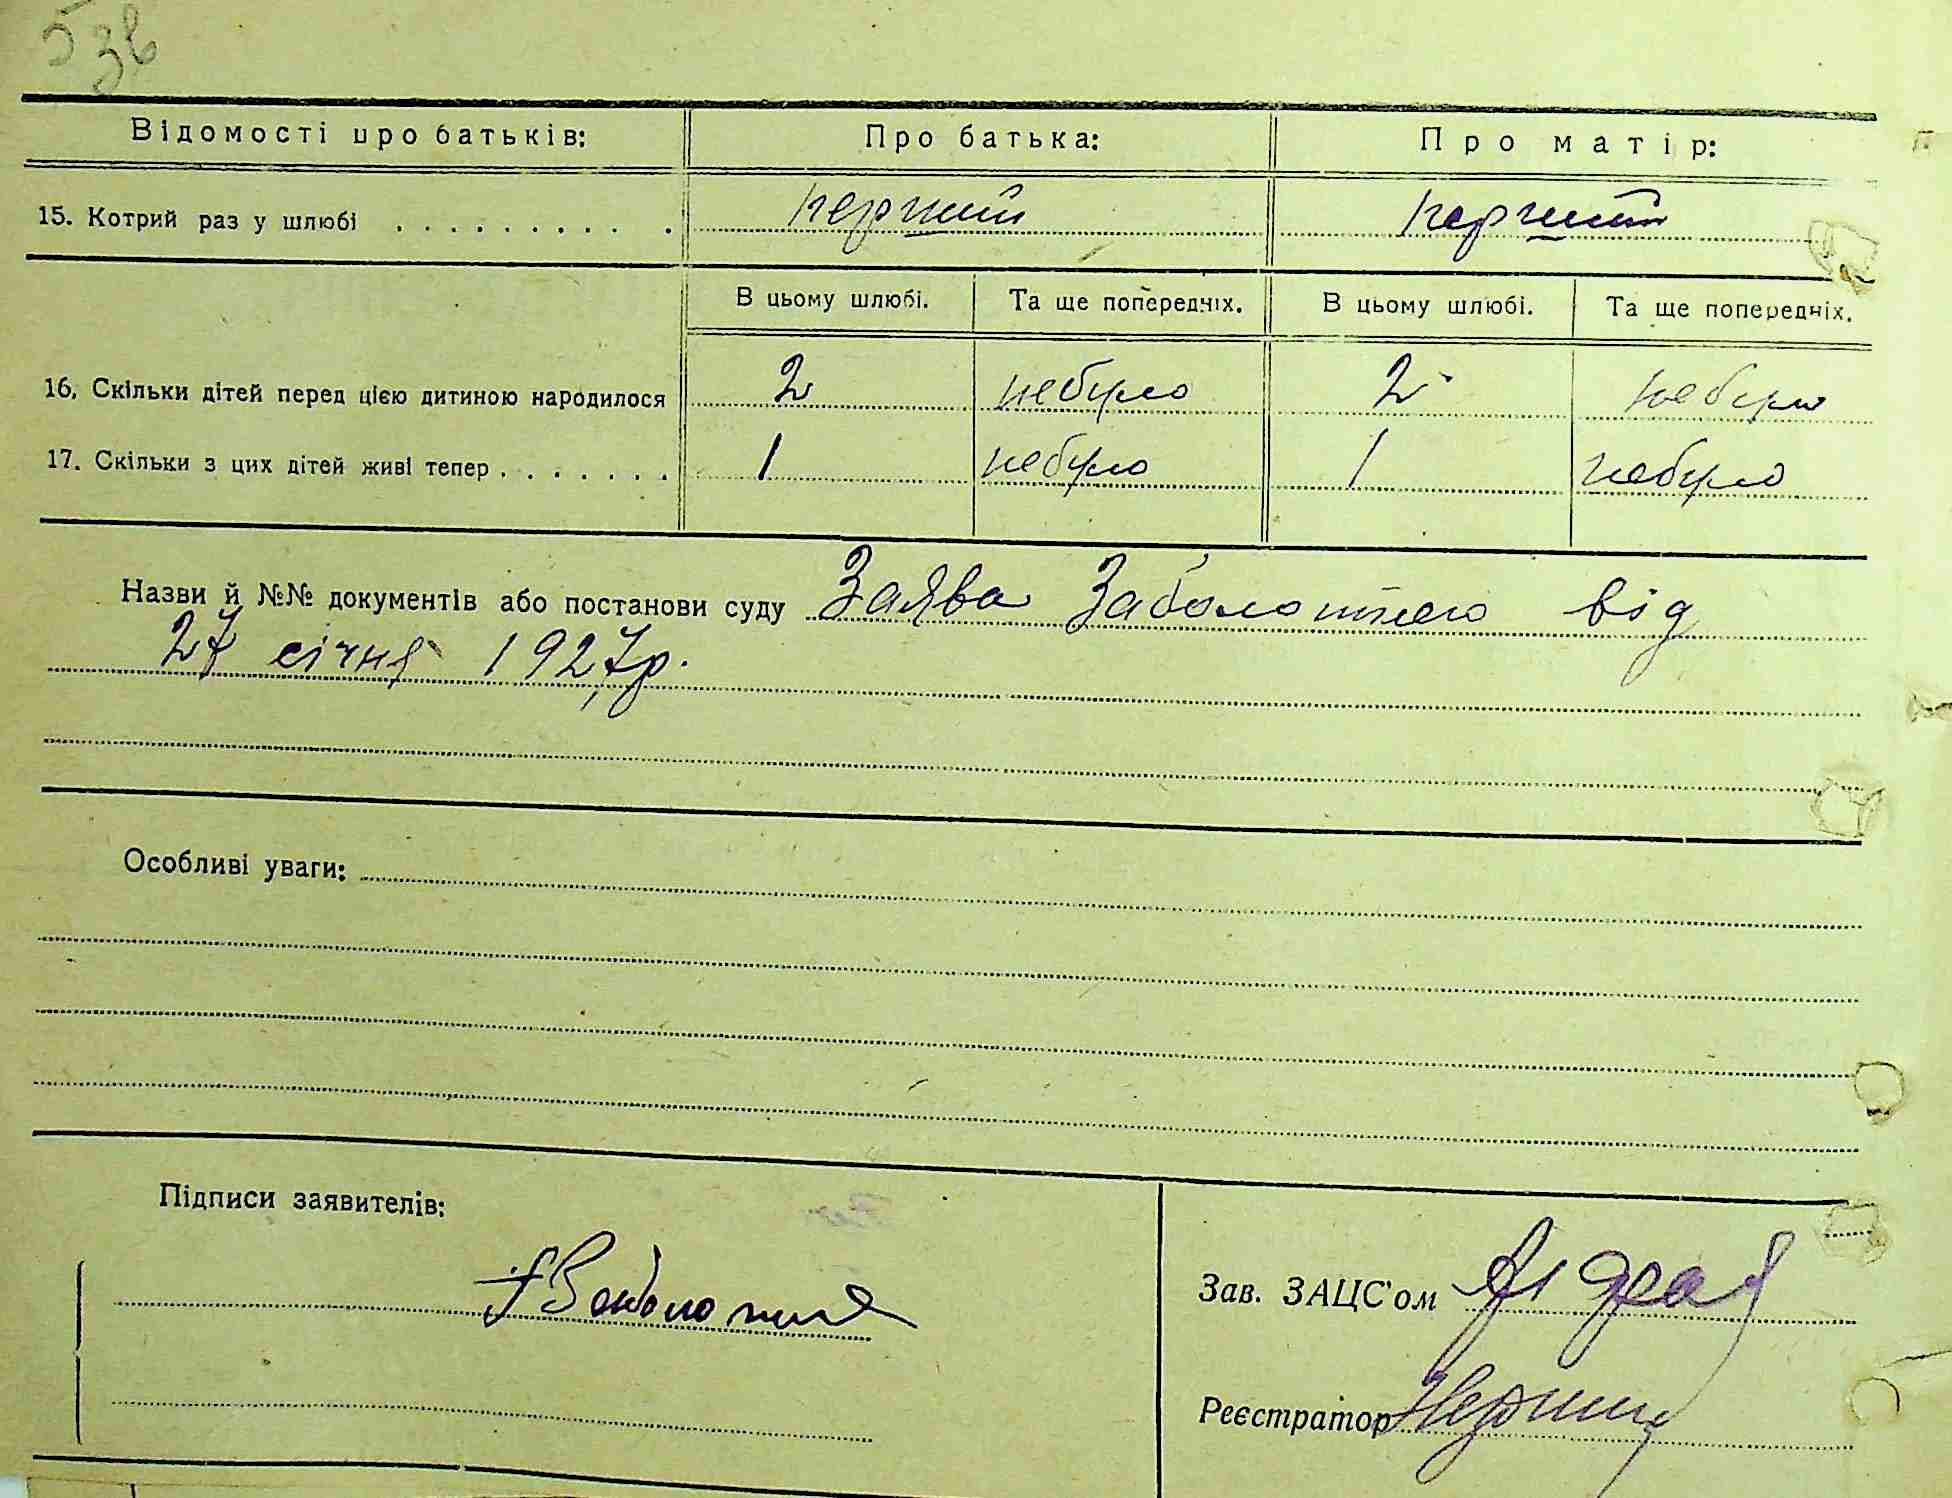 5 зв
Відомості про батьків: Про батька: Про матір:
15. Котрий раз у шлюбі . . . . . . . . . . перший перший
В цьому шлюбі. Та ще попередніх. В цьому шлюбі. Та ще попередніх.
16. Скільки дітей перед цією дитиною народилося 2 небуло 2 небуло
17. Скільки з цих дітей живі тепер . . . . . . . 1 небуло 1 небуло
Назви й №№ документів або постанови суду Заява Заболотного від
27 січня 1927р.
Особливі уваги:
Підписи заявителів:
Зав. ЗАЦС'ом
Реєстратор